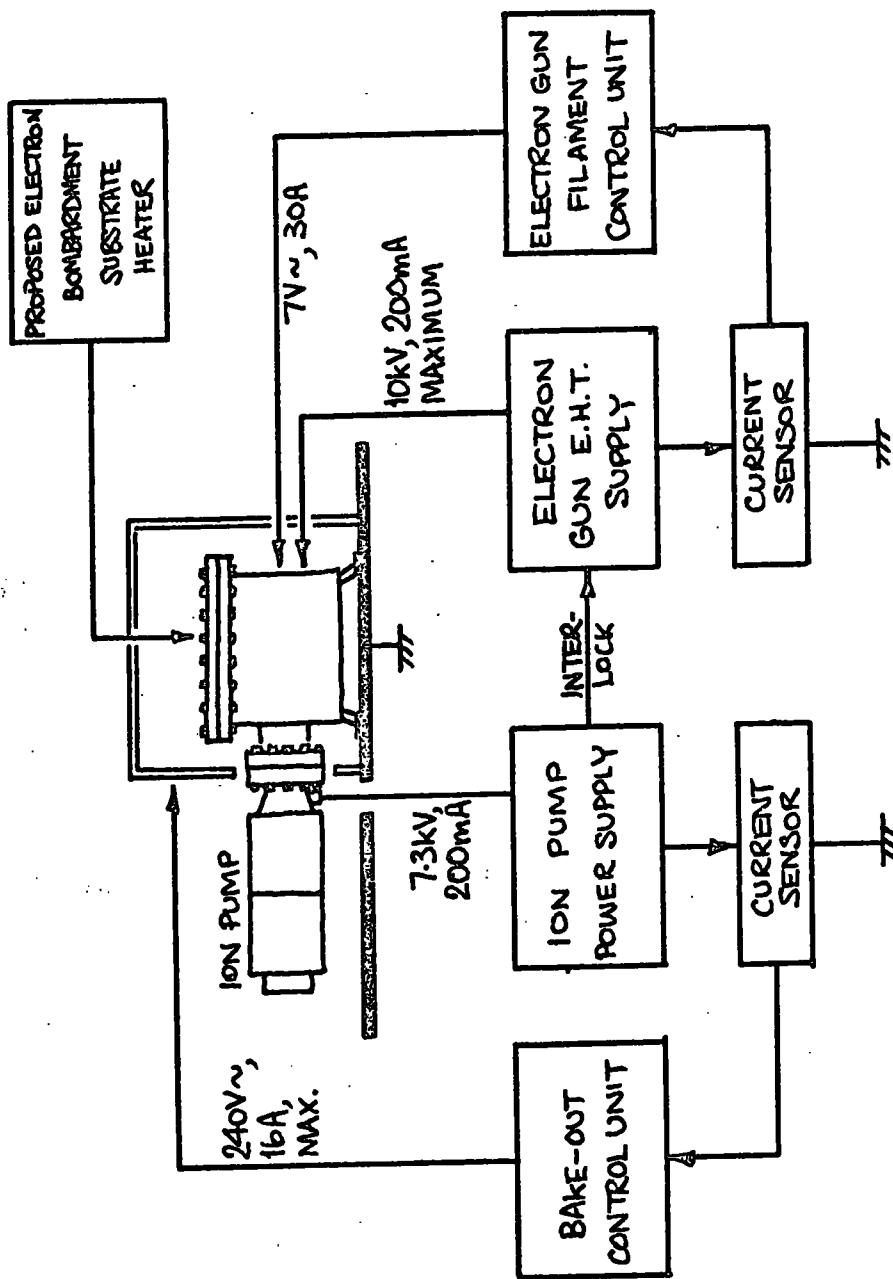 PROPOSED ELECTRON
BOMBARDMENT
SUBSTRATE
HEATER
240V~,
16A,
MAX.
ION PUMP
7V~, 30A
7.3kV,
200mA
10kV, 200mA
MAXIMUM
BAKE-OUT
CONTROL UNIT
ION PUMP
POWER SUPPLY
INTER-
LOCK
ELECTRON
GUN E.H.T.
SUPPLY
ELECTRON GUN
FILAMENT
CONTROL UNIT
CURRENT
SENSOR
CURRENT
SENSOR